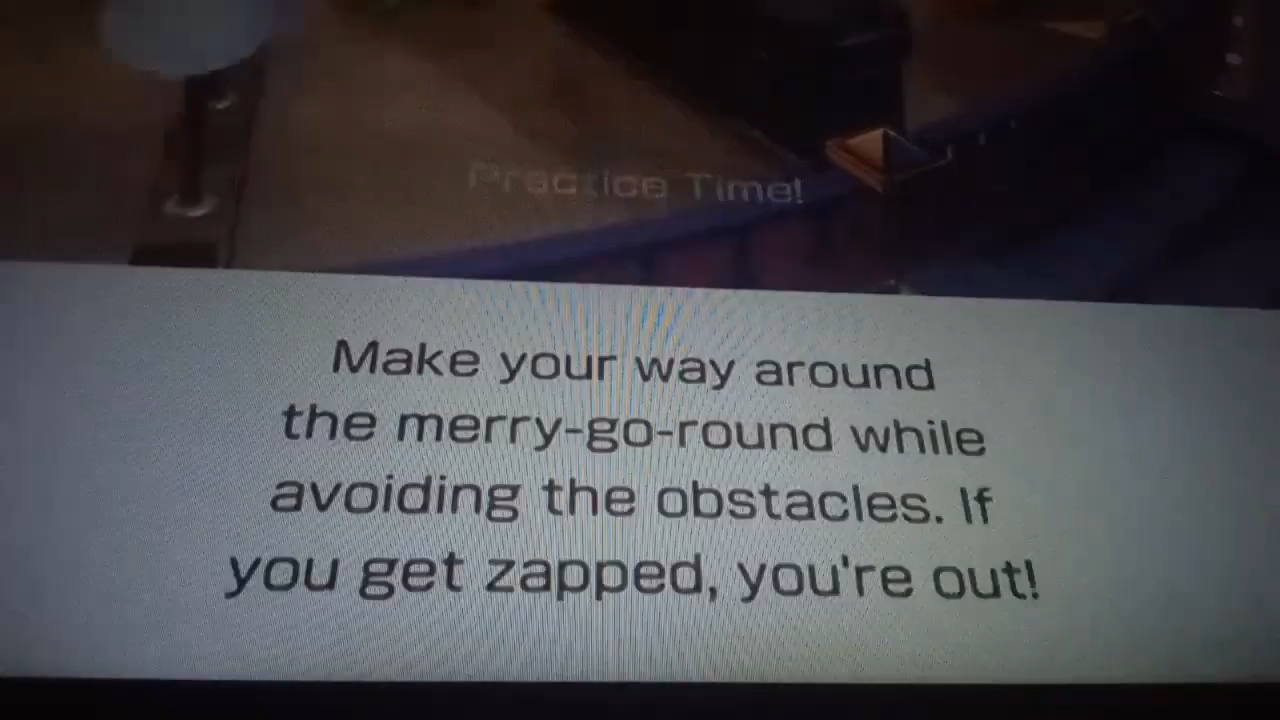 Practice Time!
Make your way around
the merry-go-round while
avoiding the obstacles. If
you get zapped, you're out!